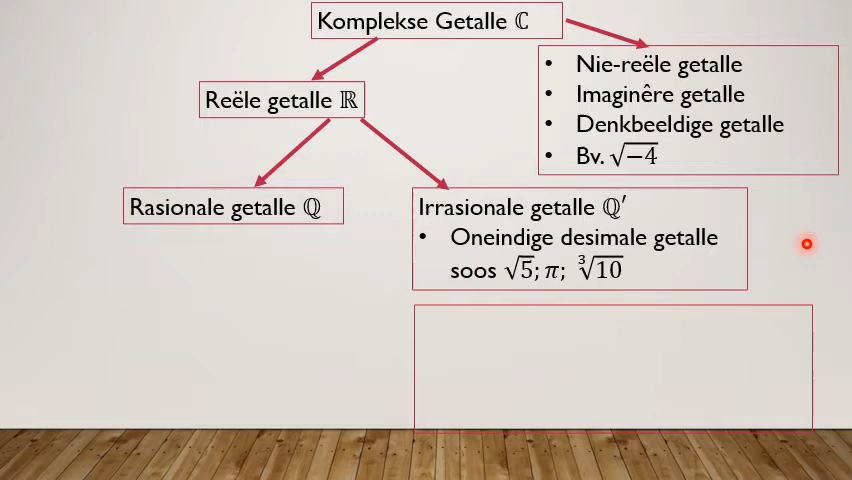 Komplekse Getalle ℂ
• Nie-reële getalle
• Imaginêre getalle
• Denkbeeldige getalle
• Bv. √−4
Reële getalle ℝ
Rasionale getalle ℚ
Irrasionale getalle ℚ′
• Oneindige desimale getalle
soos √5; π; ∛10